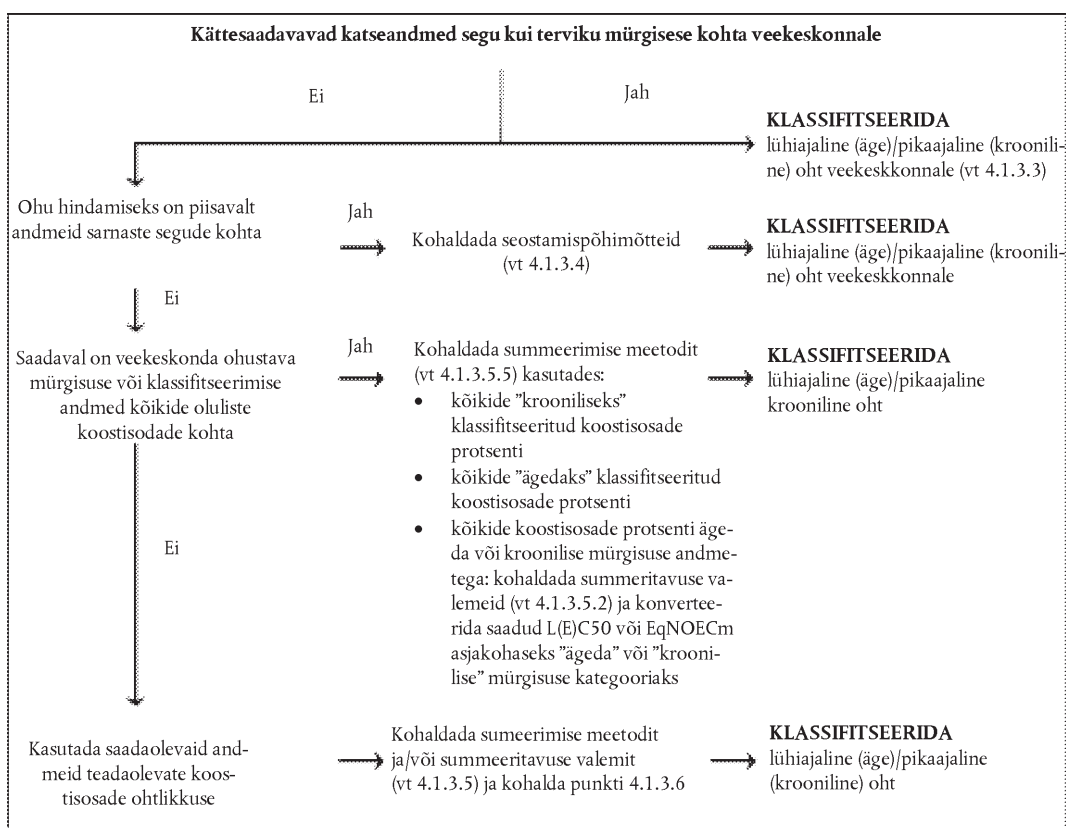 Kättesaadavavad katseandmed segu kui terviku mürgisese kohta veekeskonnale
Ei
Jah
KLASSIFITSEERIDA
lühiajaline (äge)/pikaajaline (kroonili-
ne) oht veekeskkonnale (vt 4.1.3.3)
Ohu hindamiseks on piisavalt
andmeid sarnaste segude kohta
Jah
Kohaldada seostamispõhimõtteid
(vt 4.1.3.4)
KLASSIFITSEERIDA
lühiajaline (äge)/pikaajaline (kroonili-
ne) oht veekeskkonnale
Ei
Saadaval on veekeskonda ohustava
mürgisuse või klassifitseerimise
andmed kõikide oluliste
koostisodade kohta
Jah
Kohaldada summeerimise meetodit
(vt 4.1.3.5.5) kasutades:
• kõikide ”krooniliseks”
klassifitseeritud koostisosade
protsenti
• kõikide ”ägedaks” klassifitseeritud
koostisosade protsenti
• kõikide koostisosade protsenti äge-
da või kroonilise mürgisuse andme-
tega: kohaldada summeritavuse va-
lemeid (vt 4.1.3.5.2) ja konvertee-
rida saadud L(E)C50 või EqNOECm
asjakohaseks ”ägeda” või ”krooni-
lise” mürgisuse kategooriaks
KLASSIFITSEERIDA
lühiajaline (äge)/pikaajaline
krooniline oht
Ei
Kasutada saadaolevaid and-
meid teadaolevate koos-
tisosade ohtlikkuse
Kohaldada sumeerimise meetodit
ja/või summeeritavuse valemit
(vt 4.1.3.5) ja kohalda punkti 4.1.3.6
KLASSIFITSEERIDA
lühiajaline (äge)/pikaajaline
(krooniline) oht